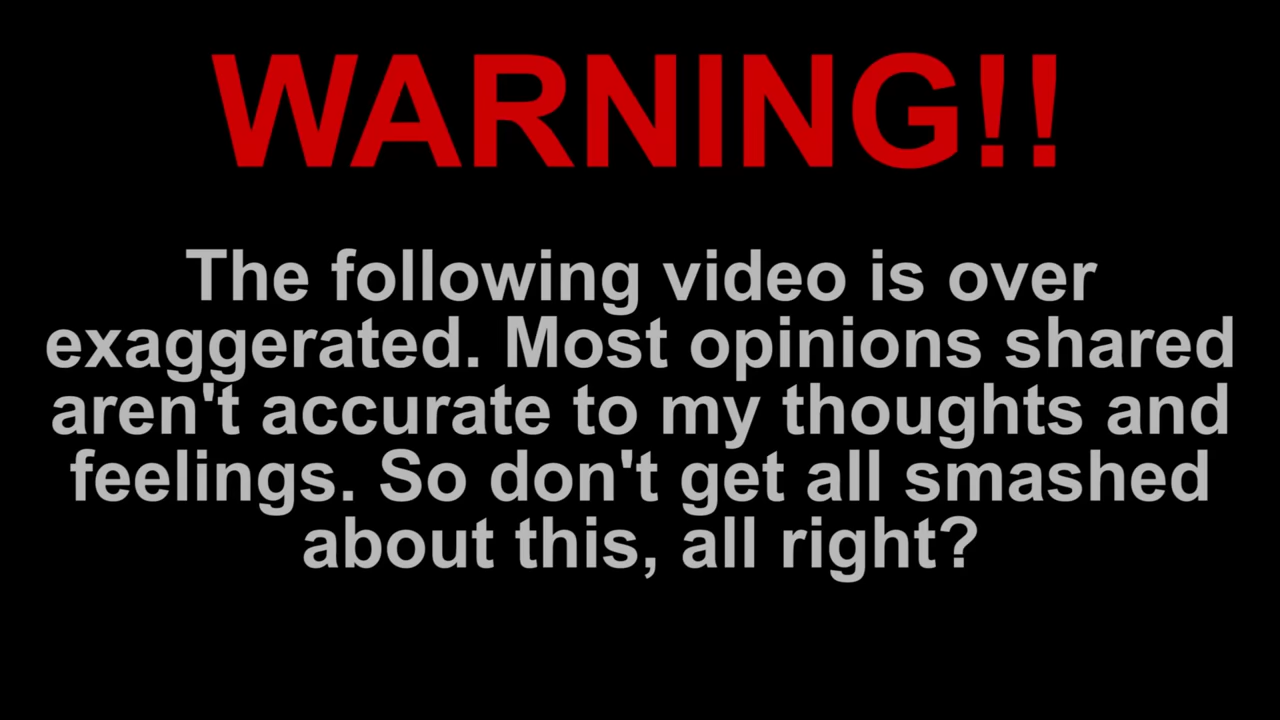 WARNING!!
The following video is over
exaggerated. Most opinions shared
aren't accurate to my thoughts and
feelings. So don't get all smashed
about this, all right?